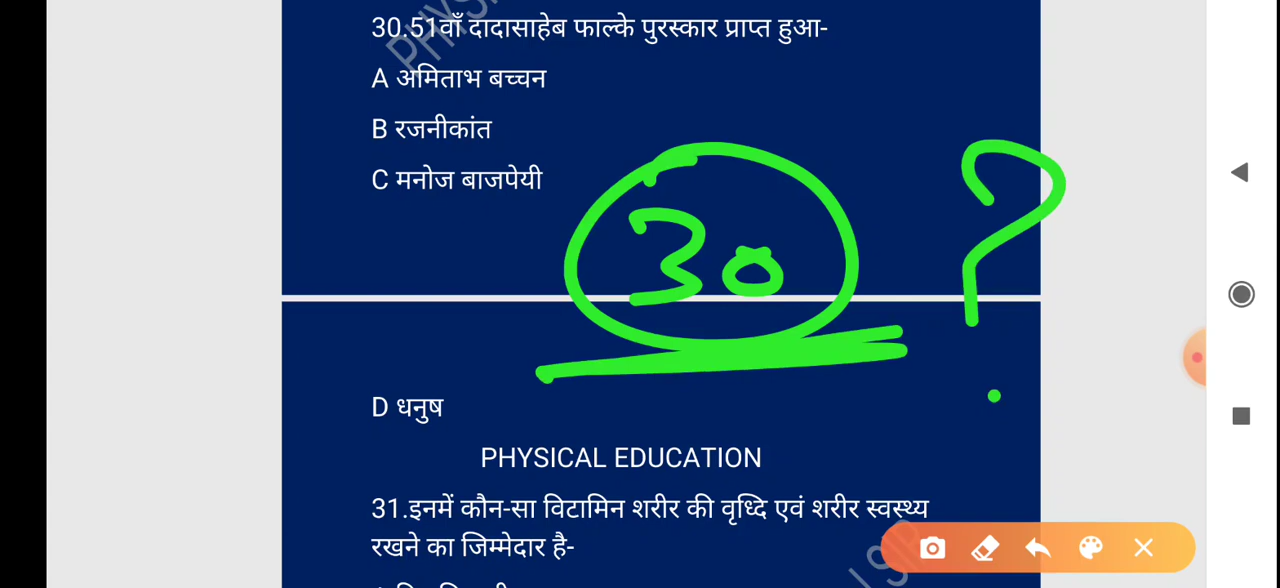 30.51वाँ दादासाहेब फाल्के पुरस्कार प्राप्त हुआ-
A अमिताभ बच्चन
B रजनीकांत
C मनोज बाजपेयी
30 ?
D धनुष
PHYSICAL EDUCATION
31.इनमें कौन-सा विटामिन शरीर की वृध्दि एवं शरीर स्वस्थ्य
रखने का जिम्मेदार है-